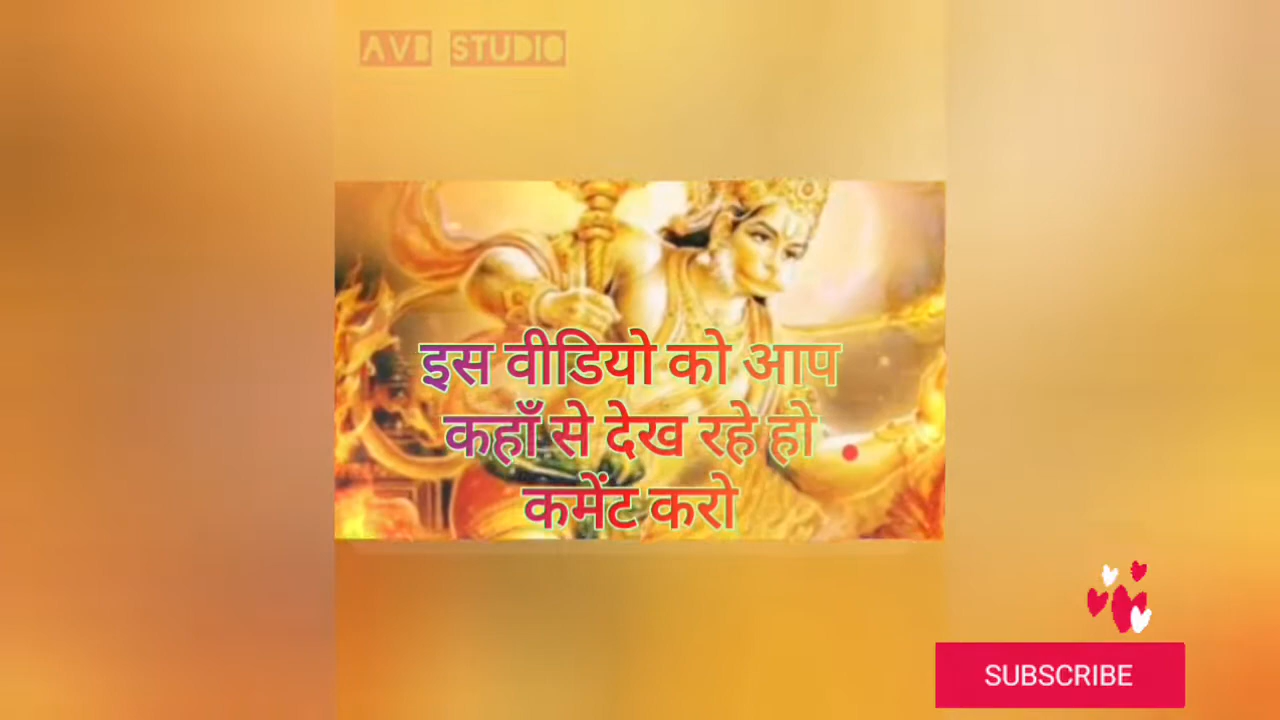 AVB STUDIO
इस वीडियो को आप
कहाँ से देख रहे हो
कमेंट करो
SUBSCRIBE